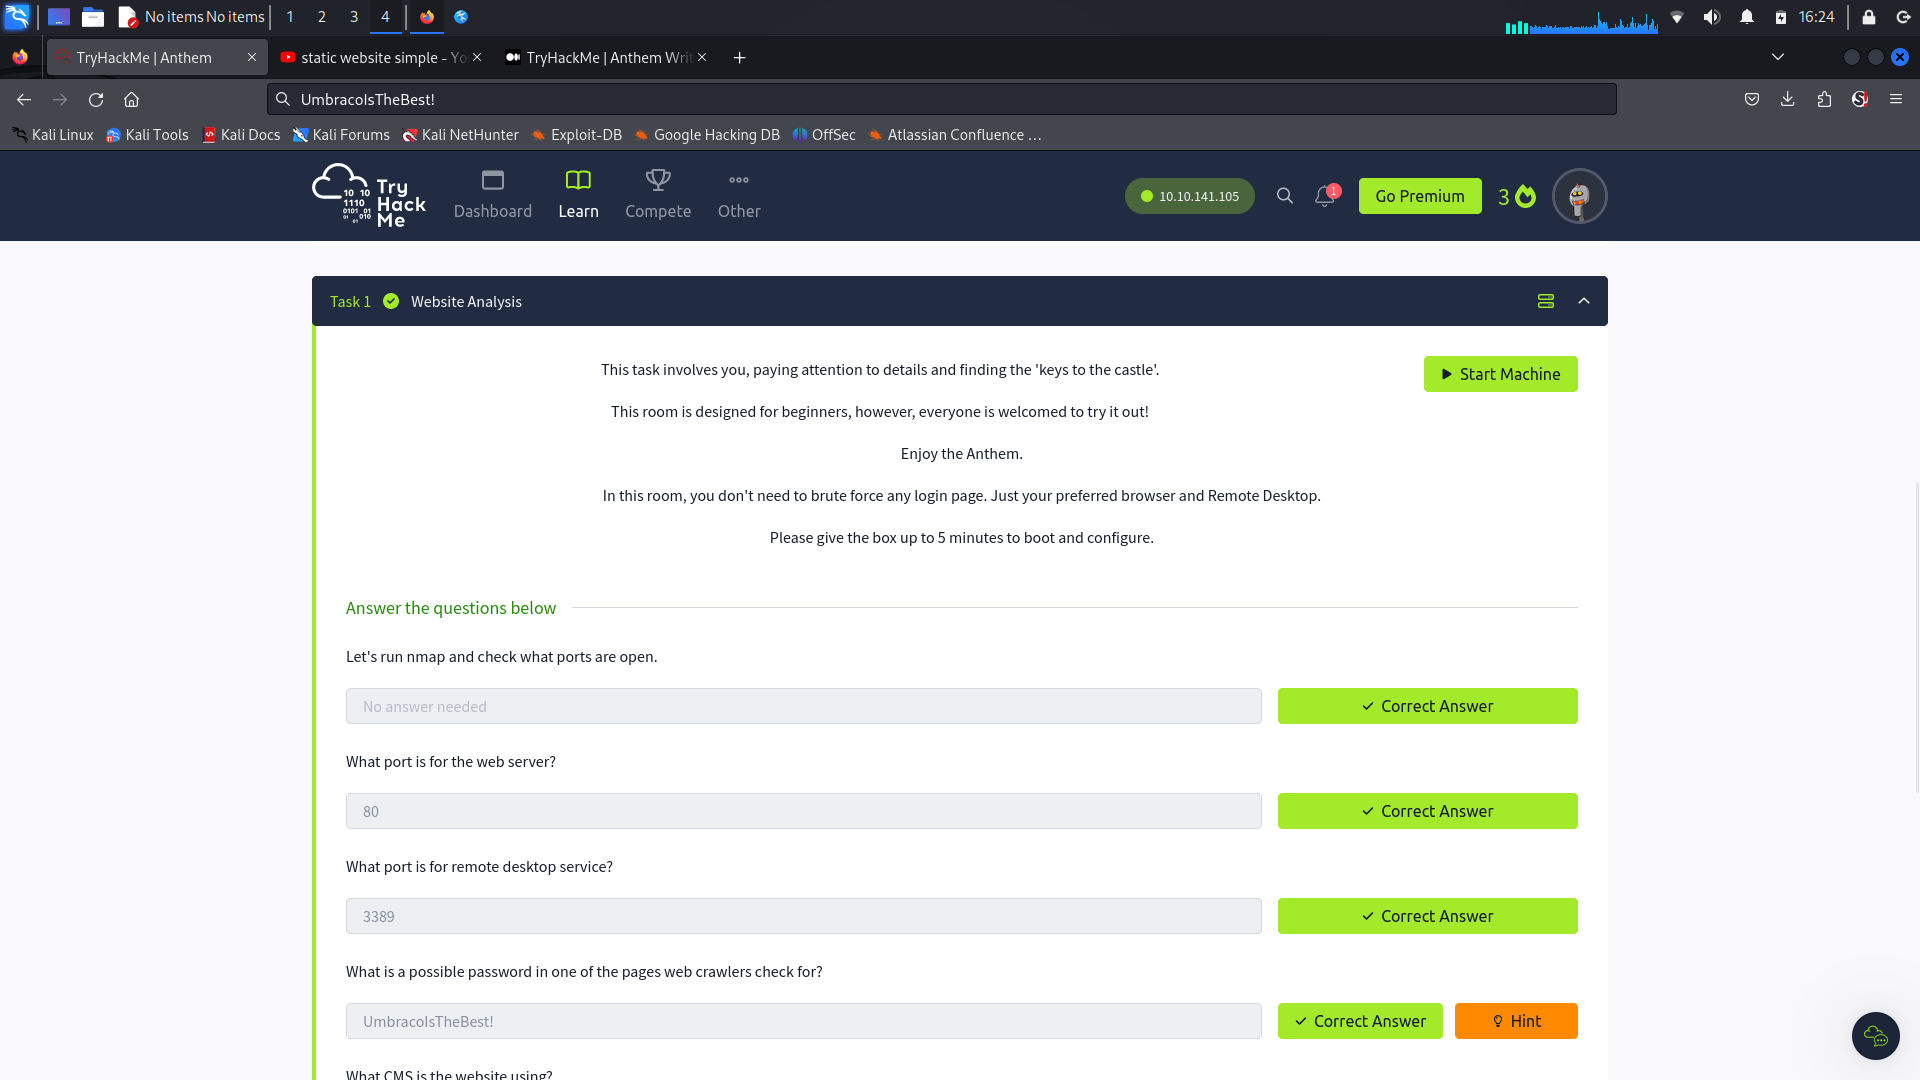 No items No items 1 2 3 4 16:24
TryHackMe | Anthem static website simple - Yo TryHackMe | Anthem Writ
UmbracoIsTheBest!
Kali Linux Kali Tools Kali Docs Kali Forums Kali NetHunter Exploit-DB Google Hacking DB OffSec Atlassian Confluence …
Try Hack Me Dashboard Learn Compete Other 10.10.141.105 1 Go Premium 3
Task 1 Website Analysis
This task involves you, paying attention to details and finding the 'keys to the castle'.
Start Machine
This room is designed for beginners, however, everyone is welcomed to try it out!
Enjoy the Anthem.
In this room, you don't need to brute force any login page. Just your preferred browser and Remote Desktop.
Please give the box up to 5 minutes to boot and configure.
Answer the questions below
Let's run nmap and check what ports are open.
No answer needed Correct Answer
What port is for the web server?
80 Correct Answer
What port is for remote desktop service?
3389 Correct Answer
What is a possible password in one of the pages web crawlers check for?
UmbracoIsTheBest! Correct Answer Hint
What CMS is the website using?